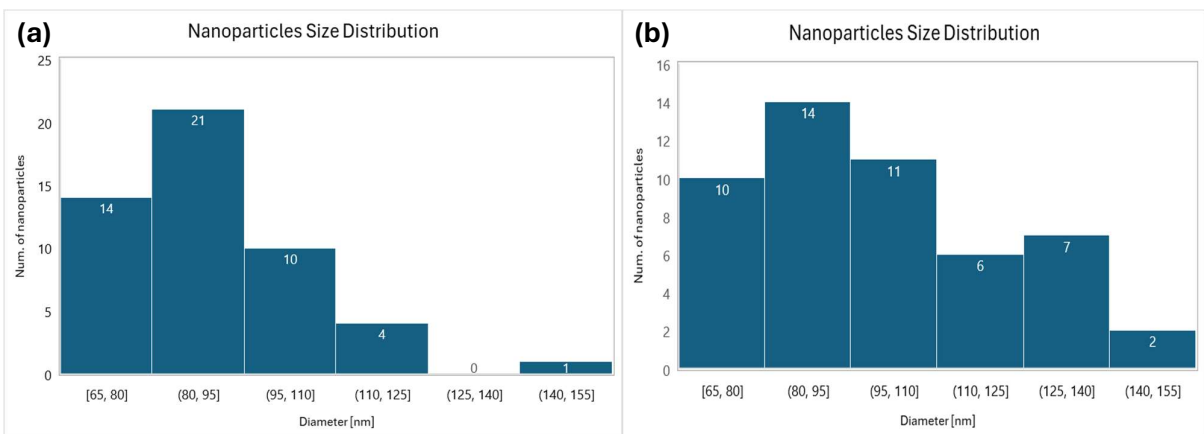 (a)
Nanoparticles Size Distribution
Num. of nanoparticles
25
20
15
10
5
0
14
21
10
4
0
1
[65, 80] (80, 95] (95, 110] (110, 125] (125, 140] (140, 155]
Diameter [nm]
(b)
Nanoparticles Size Distribution
Num. of nanoparticles
16
14
12
10
8
6
4
2
0
10
14
11
6
7
2
[65, 80] (80, 95] (95, 110] (110, 125] (125, 140] (140, 155]
Diameter [nm]